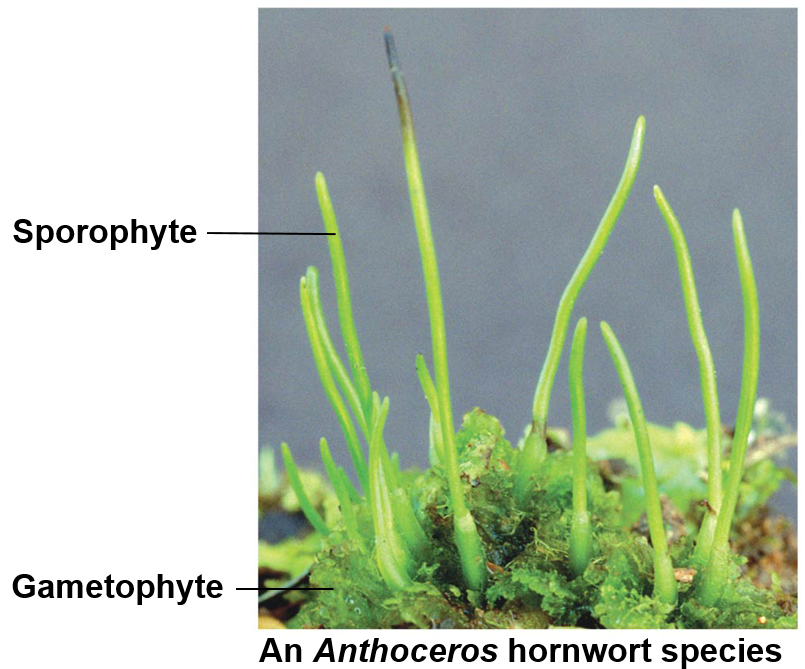 Sporophyte
Gametophyte
An Anthoceros hornwort species